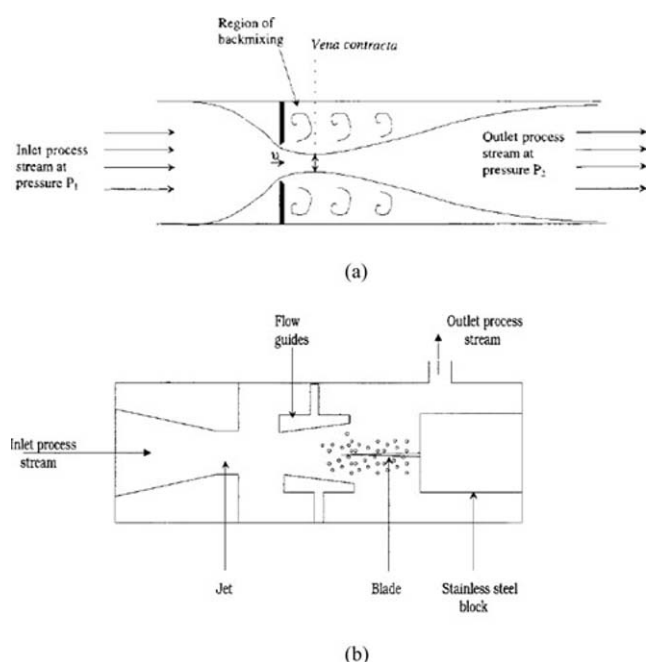 Region of
backmixing
Vena contracta
Inlet process
stream at
pressure P₁
υ
Outlet process
stream at
pressure P₂
(a)
Flow
guides
Outlet process
stream
Inlet process
stream
Jet
Blade
Stainless steel
block
(b)